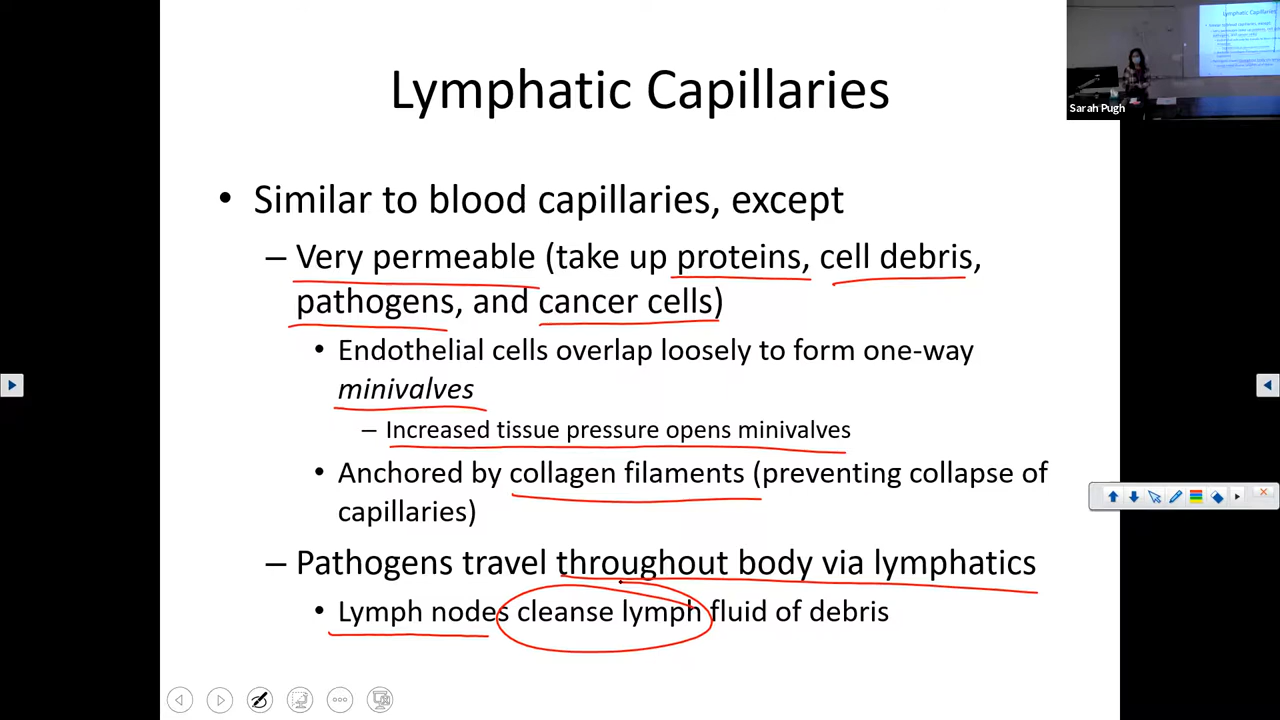 Lymphatic Capillaries
• Similar to blood capillaries, except
– Very permeable (take up proteins, cell debris,
pathogens, and cancer cells)
• Endothelial cells overlap loosely to form one-way
minivalves
– Increased tissue pressure opens minivalves
• Anchored by collagen filaments (preventing collapse of
capillaries)
– Pathogens travel throughout body via lymphatics
• Lymph nodes cleanse lymph fluid of debris
Lymphatic Capillaries
Sarah Pugh